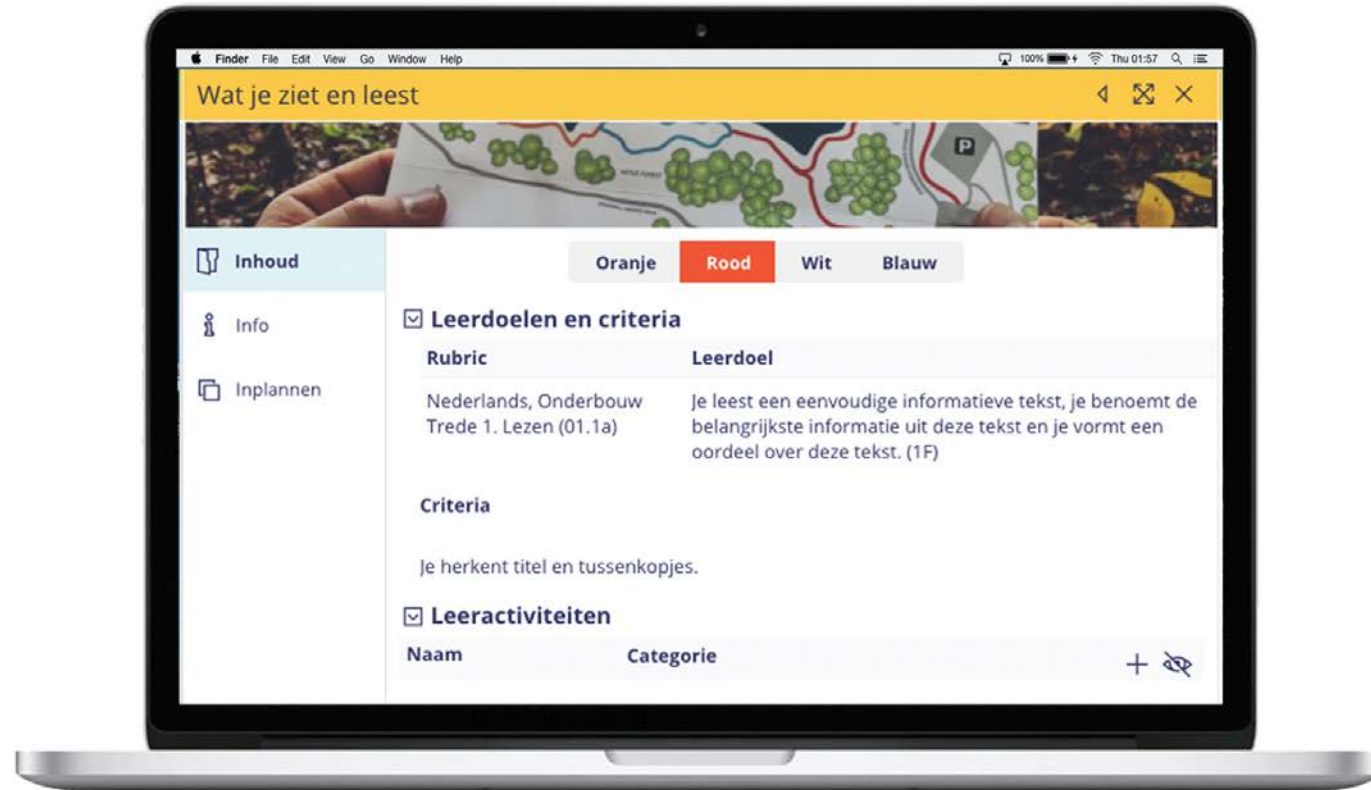 Finder File Edit View Go Window Help 100% Thu 01:57
Wat je ziet en leest
P
Inhoud
Info
Inplannen
Oranje Rood Wit Blauw
Leerdoelen en criteria
Rubric Leerdoel
Nederlands, Onderbouw
Trede 1. Lezen (01.1a)
Je leest een eenvoudige informatieve tekst, je benoemt de
belangrijkste informatie uit deze tekst en je vormt een
oordeel over deze tekst. (1F)
Criteria
Je herkent titel en tussenkopjes.
Leeractiviteiten
Naam Categorie